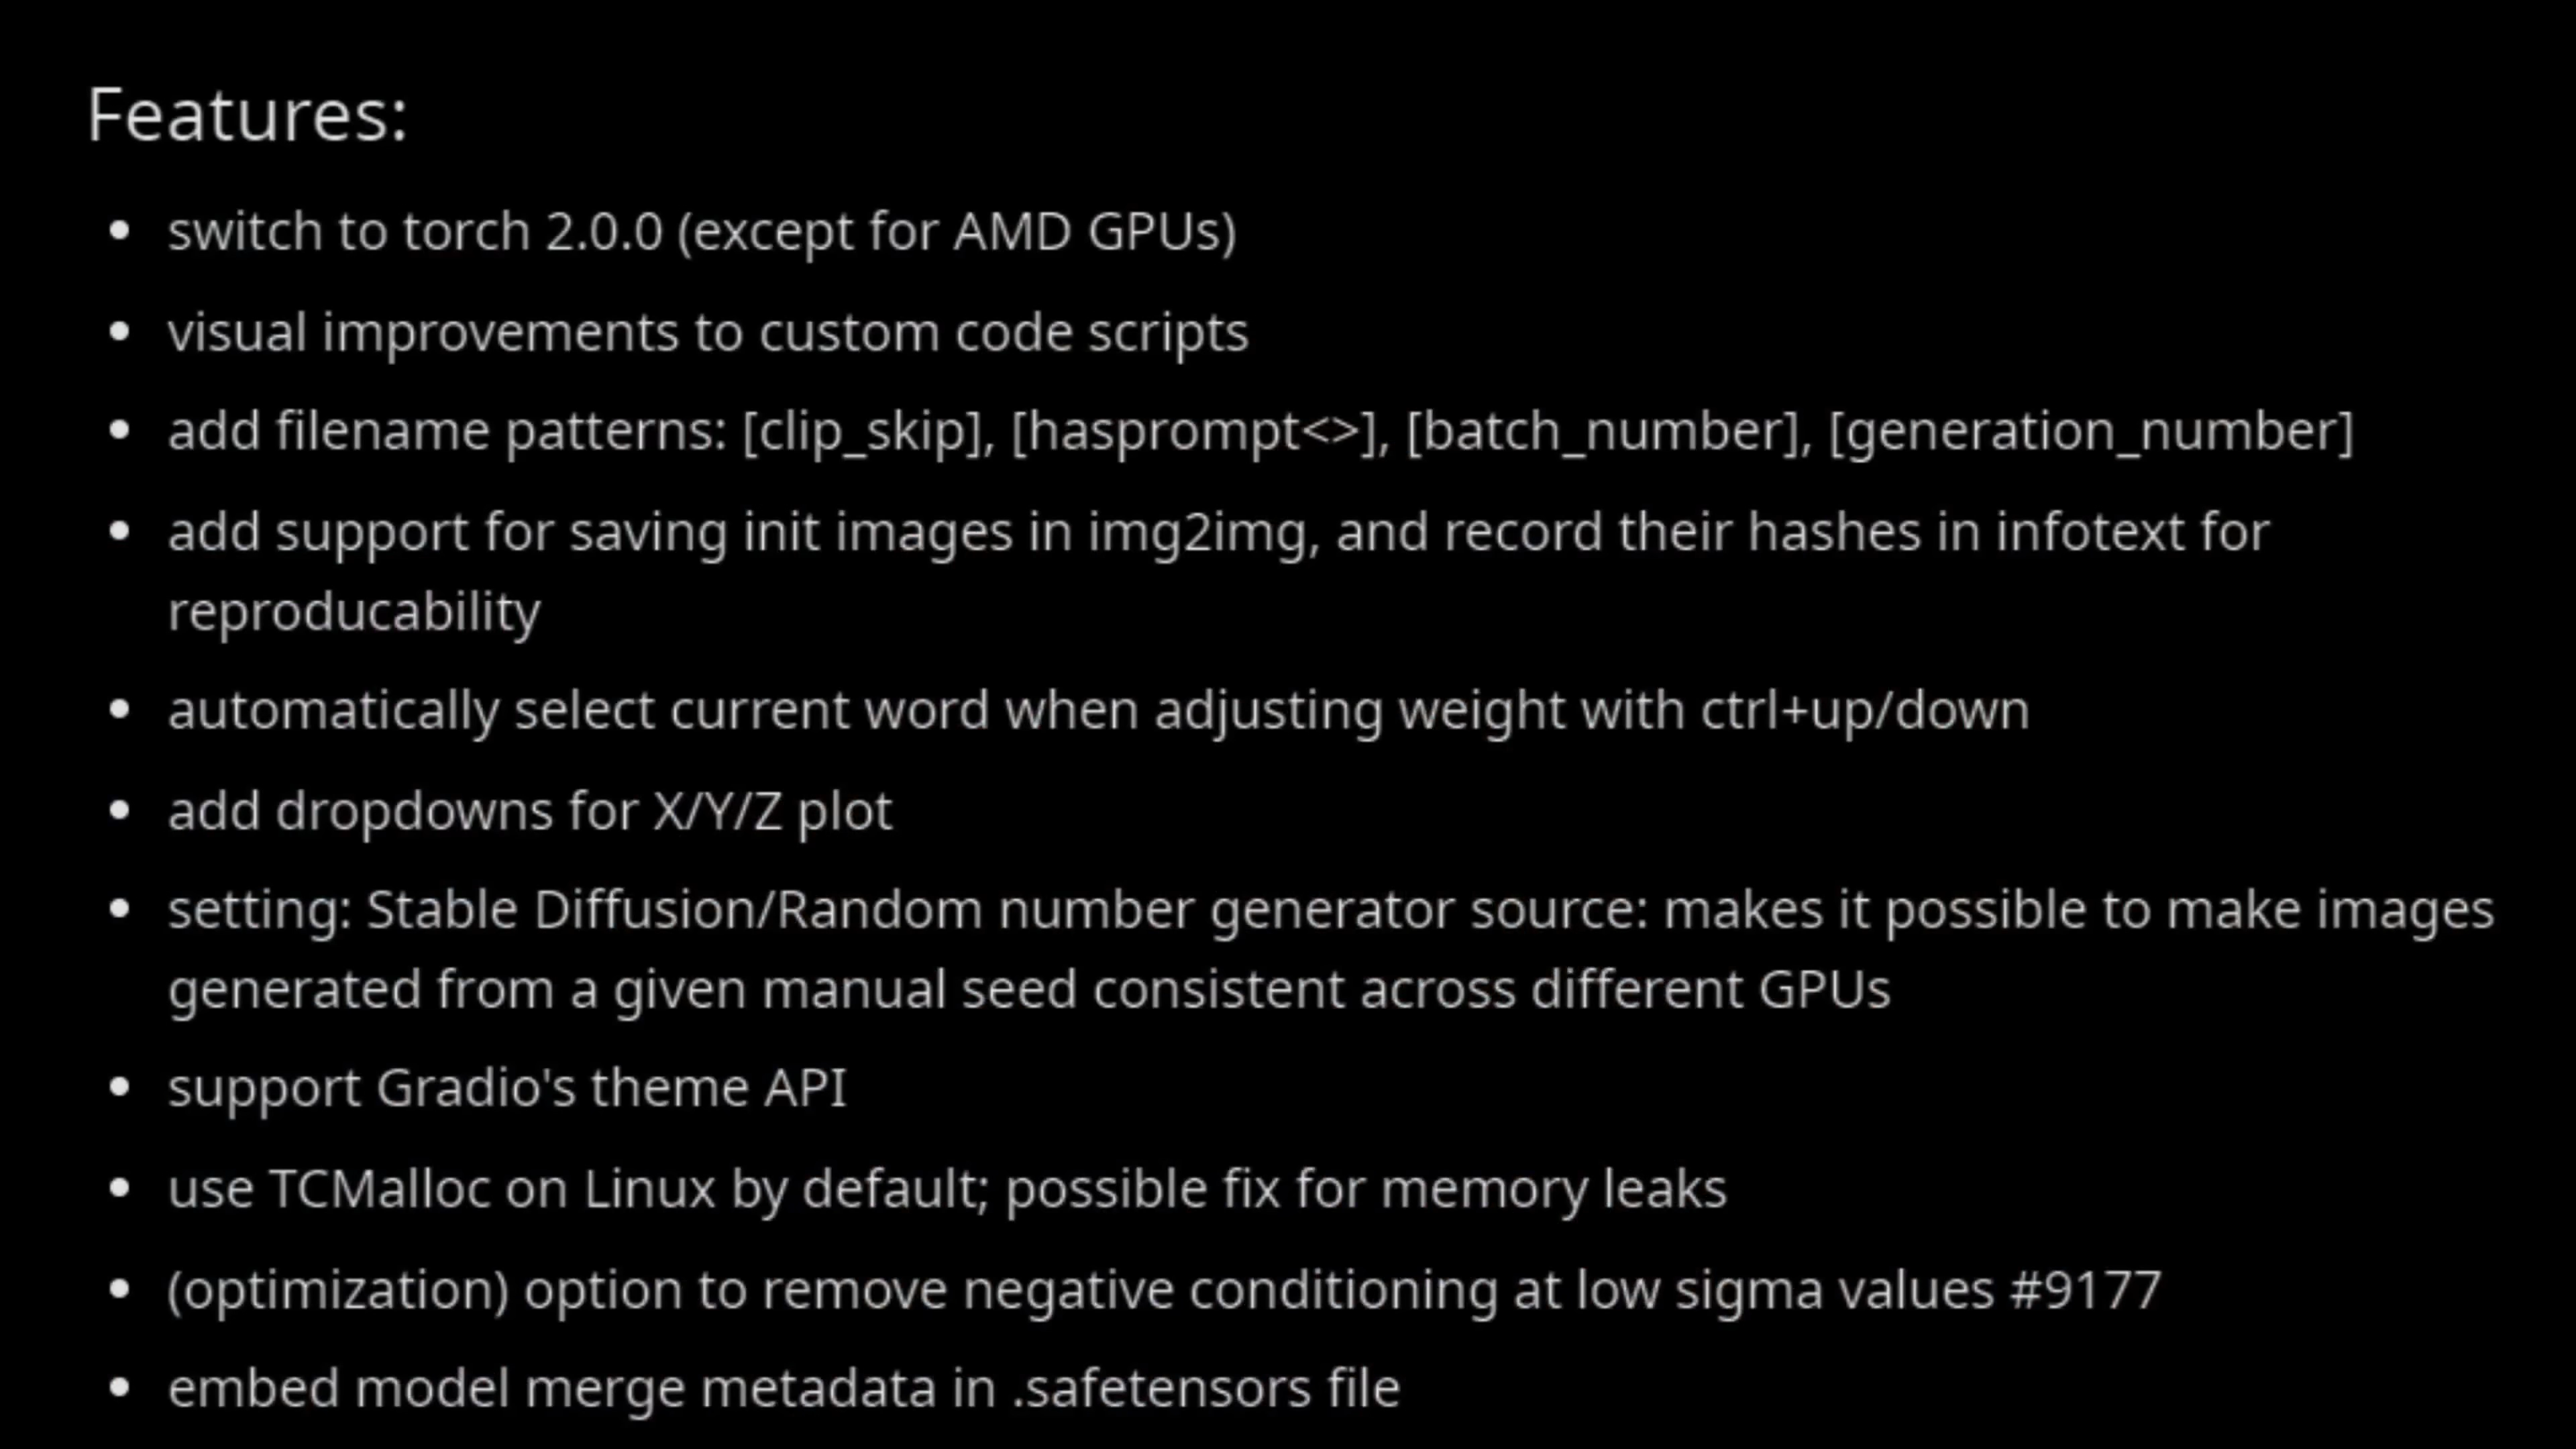 Features:
• switch to torch 2.0.0 (except for AMD GPUs)
• visual improvements to custom code scripts
• add filename patterns: [clip_skip], [hasprompt<>], [batch_number], [generation_number]
• add support for saving init images in img2img, and record their hashes in infotext for
reproducability
• automatically select current word when adjusting weight with ctrl+up/down
• add dropdowns for X/Y/Z plot
• setting: Stable Diffusion/Random number generator source: makes it possible to make images
generated from a given manual seed consistent across different GPUs
• support Gradio's theme API
• use TCMalloc on Linux by default; possible fix for memory leaks
• (optimization) option to remove negative conditioning at low sigma values #9177
• embed model merge metadata in .safetensors file